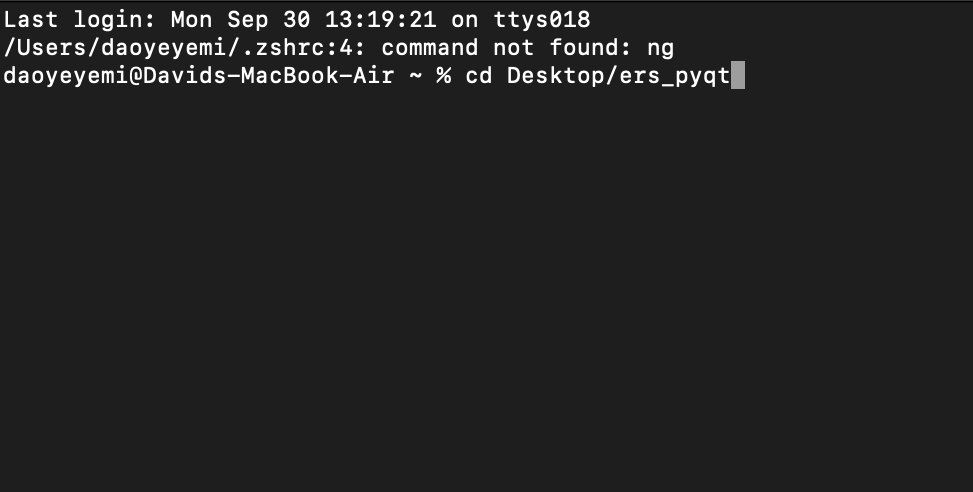 Last login: Mon Sep 30 13:19:21 on ttys018
/Users/daoyeyemi/.zshrc:4: command not found: ng
daoyeyemi@Davids-MacBook-Air ~ % cd Desktop/ers_pyqt